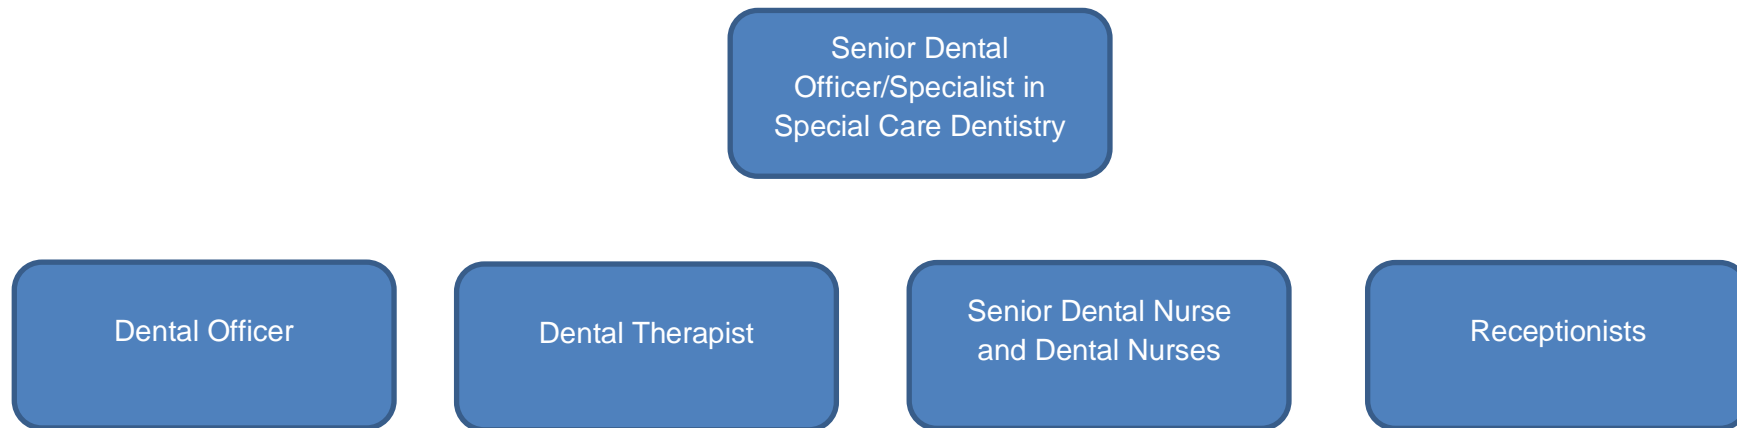 Senior Dental
Officer/Specialist in
Special Care Dentistry
Dental Officer
Dental Therapist
Senior Dental Nurse
and Dental Nurses
Receptionists